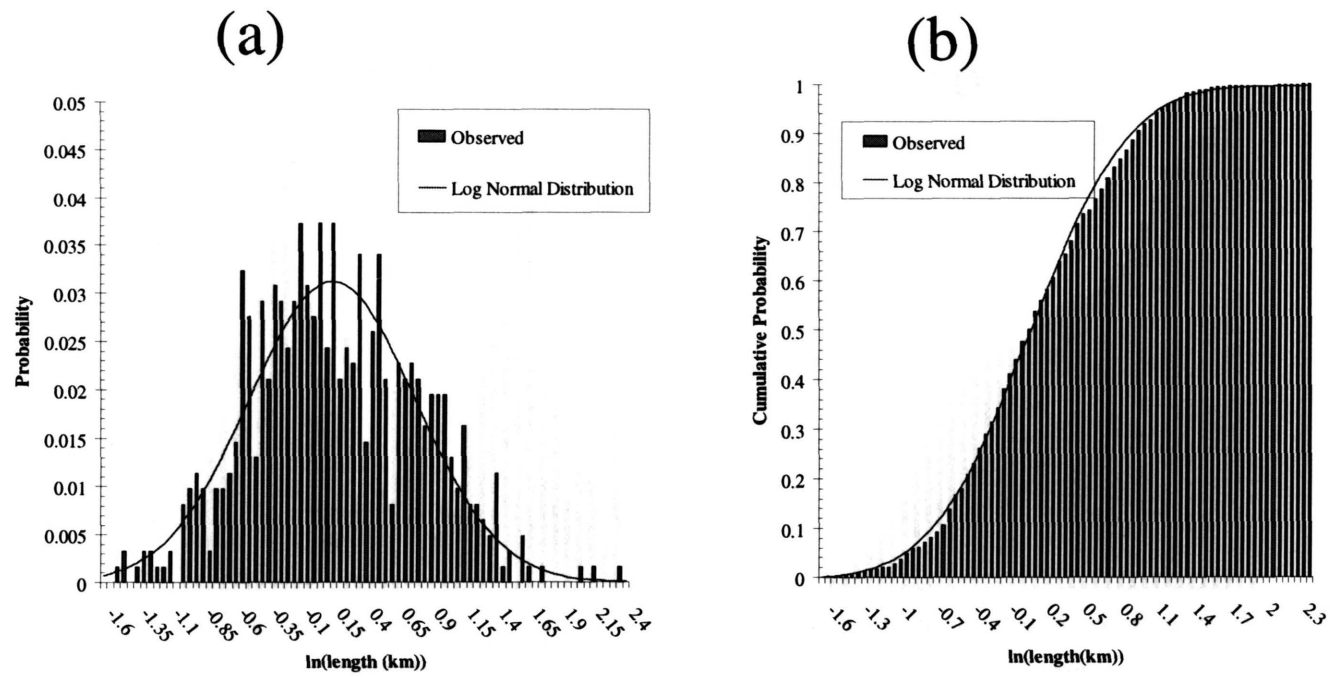 (a)
0.05
0.045
0.04
0.035
0.03
0.025
0.02
0.015
0.01
0.005
0
Probability
Observed
Log Normal Distribution
-1.6 -1.35 -1.1 -0.85 -0.6 -0.35 -0.1 0.15 0.4 0.65 0.9 1.15 1.4 1.65 1.9 2.15 2.4
ln(length (km))
(b)
1
0.9
0.8
0.7
0.6
0.5
0.4
0.3
0.2
0.1
0
Cumulative Probability
Observed
Log Normal Distribution
-1.6 -1.3 -1 -0.7 -0.4 -0.1 0.2 0.5 0.8 1.1 1.4 1.7 2 2.3
ln(length(km))